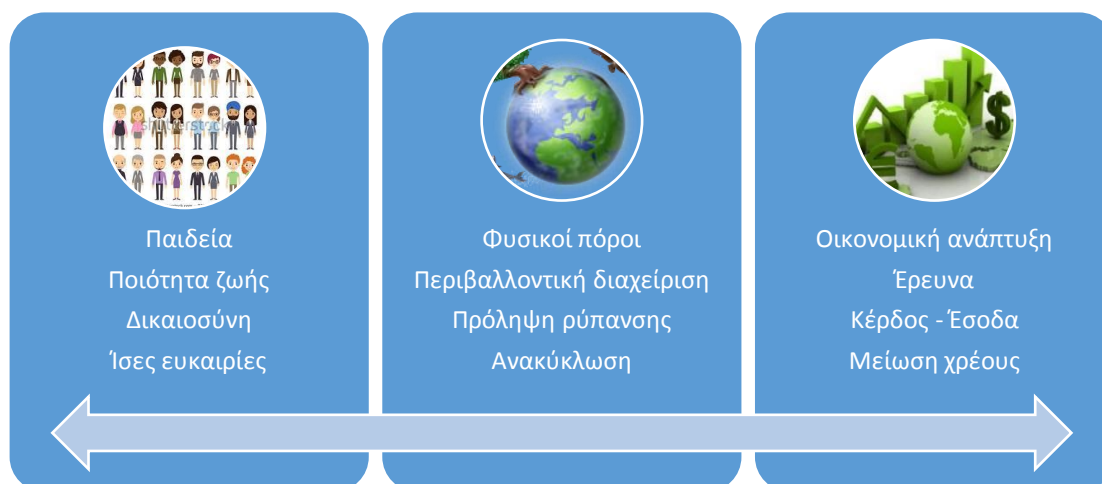 shutterstock
Παιδεία
Ποιότητα ζωής
Δικαιοσύνη
Ίσες ευκαιρίες
Φυσικοί πόροι
Περιβαλλοντική διαχείριση
Πρόληψη ρύπανσης
Ανακύκλωση
$
Οικονομική ανάπτυξη
Έρευνα
Κέρδος - Έσοδα
Μείωση χρέους